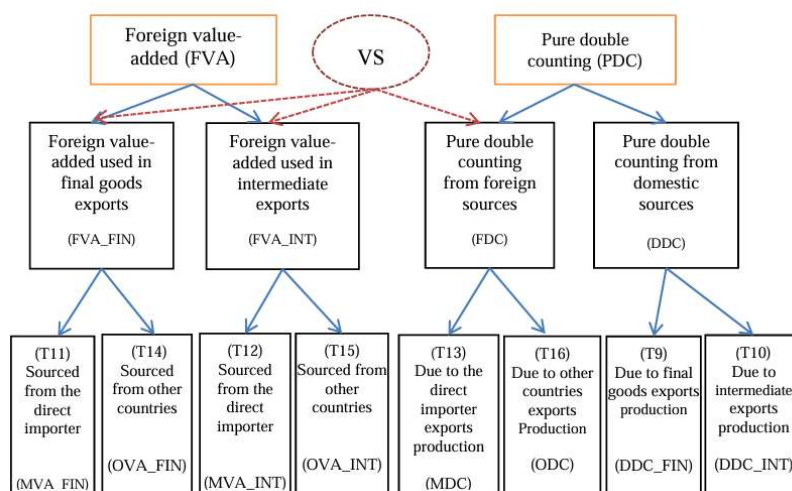 Foreign value-
added (FVA)
VS
Pure double
counting (PDC)
Foreign value-
added used in
final goods
exports
(FVA_FIN)
Foreign value-
added used in
intermediate
exports
(FVA_INT)
Pure double
counting
from foreign
sources
(FDC)
Pure double
counting from
domestic
sources
(DDC)
(T11)
Sourced from the
direct
importer
(MVA_FIN)
(T14)
Sourced from other
countries
(OVA_FIN)
(T12)
Sourced from
the direct
importer
(MVA_INT)
(T15)
Sourced from
other
countries
(OVA_INT)
(T13)
Due to the
direct
importer
exports
production
(MDC)
(T16)
Due to other
countries
exports
Production
(ODC)
(T9)
Due to final
goods exports
production
(DDC_FIN)
(T10)
Due to
intermediate
exports
production
(DDC_INT)